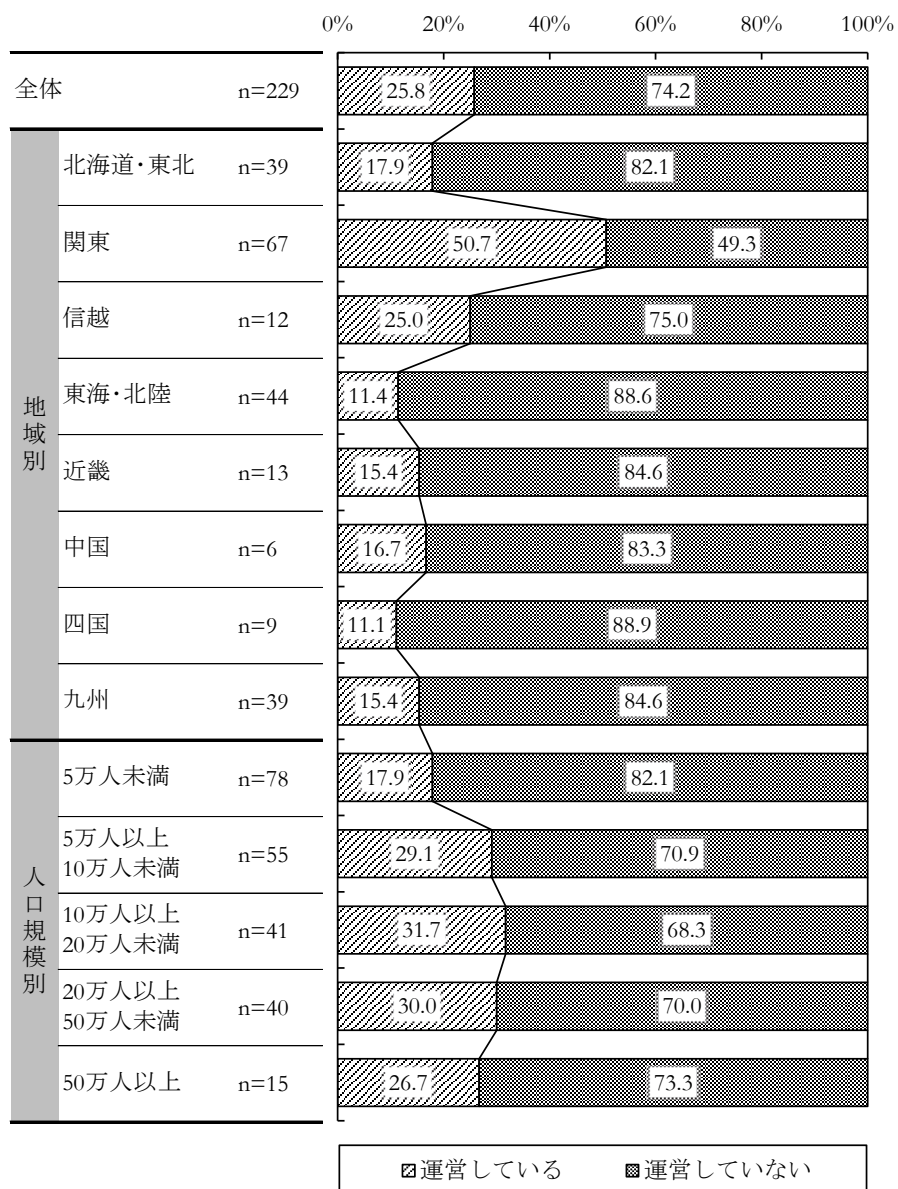 0% 20% 40% 60% 80% 100%
全体 n=229 25.8 74.2
地域別
北海道・東北 n=39 17.9 82.1
関東 n=67 50.7 49.3
信越 n=12 25.0 75.0
東海・北陸 n=44 11.4 88.6
近畿 n=13 15.4 84.6
中国 n=6 16.7 83.3
四国 n=9 11.1 88.9
九州 n=39 15.4 84.6
人口規模別
5万人未満 n=78 17.9 82.1
5万人以上
10万人未満 n=55 29.1 70.9
10万人以上
20万人未満 n=41 31.7 68.3
20万人以上
50万人未満 n=40 30.0 70.0
50万人以上 n=15 26.7 73.3
運営している 運営していない